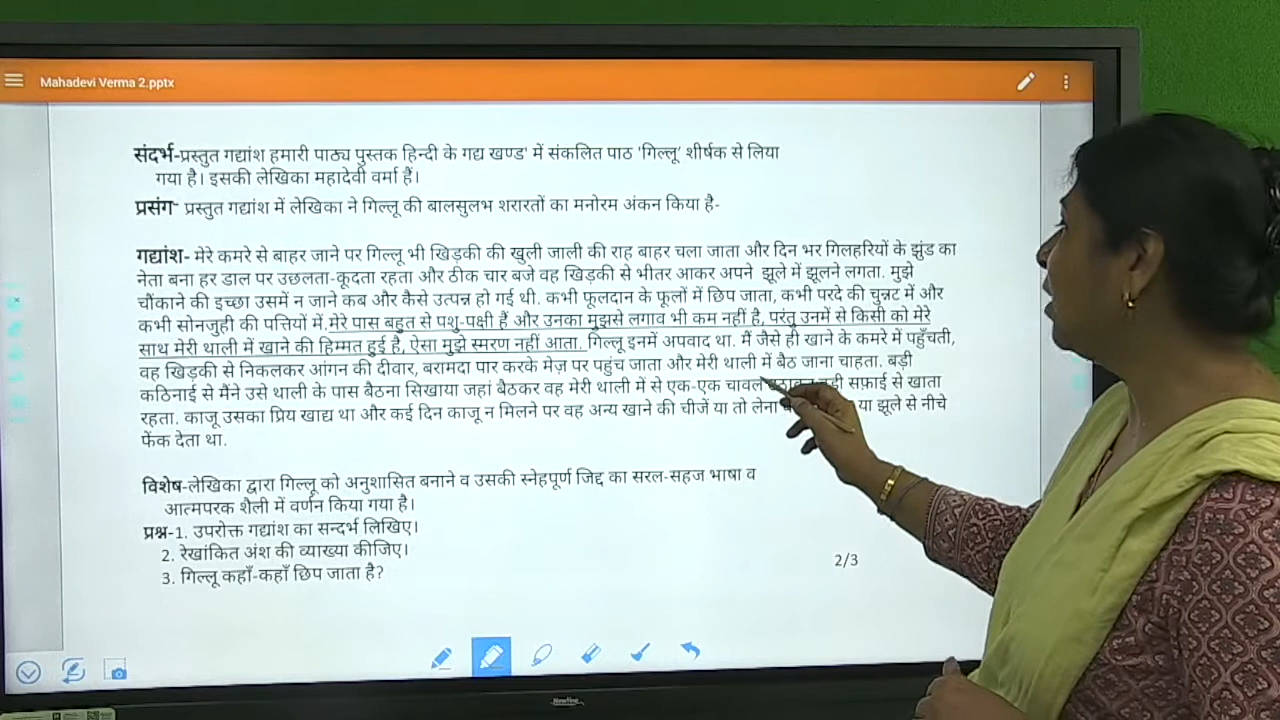 Mahadevi Verma 2.pptx
संदर्भ-प्रस्तुत गद्यांश हमारी पाठ्य पुस्तक हिन्दी के गद्य खण्ड' में संकलित पाठ 'गिल्लू' शीर्षक से लिया
गया है। इसकी लेखिका महादेवी वर्मा हैं।
प्रसंग- प्रस्तुत गद्यांश में लेखिका ने गिल्लू की बालसुलभ शरारतों का मनोरम अंकन किया है-
गद्यांश- मेरे कमरे से बाहर जाने पर गिल्लू भी खिड़की की खुली जाली की राह बाहर चला जाता और दिन भर गिलहरियों के झुंड का
नेता बना हर डाल पर उछलता-कूदता रहता और ठीक चार बजे वह खिड़की से भीतर आकर अपने झूले में झूलने लगता. मुझे
चौंकाने की इच्छा उसमें न जाने कब और कैसे उत्पन्न हो गई थी. कभी फूलदान के फूलों में छिप जाता, कभी परदे की चुन्नट में और
कभी सोनजुही की पत्तियों में. मेरे पास बहुत से पशु-पक्षी हैं और उनका मुझसे लगाव भी कम नहीं है, परंतु उनमें से किसी को मेरे
साथ मेरी थाली में खाने की हिम्मत हुई है, ऐसा मुझे स्मरण नहीं आता. गिल्लू इनमें अपवाद था. मैं जैसे ही खाने के कमरे में पहुँचती,
वह खिड़की से निकलकर आंगन की दीवार, बरामदा पार करके मेज़ पर पहुंच जाता और मेरी थाली में बैठ जाना चाहता. बड़ी
कठिनाई से मैने उसे थाली के पास बैठना सिखाया जहां बैठकर वह मेरी थाली में से एक-एक चावल बड़ी सफ़ाई से खाता
रहता. काजू उसका प्रिय खाद्य था और कई दिन काजू न मिलने पर वह अन्य खाने की चीजें या तो लेना या झूले से नीचे
फेंक देता था.
विशेष-लेखिका द्वारा गिल्लू को अनुशासित बनाने व उसकी स्नेहपूर्ण जिद्द का सरल-सहज भाषा व
आत्मपरक शैली में वर्णन किया गया है।
प्रश्न-1. उपरोक्त गद्यांश का सन्दर्भ लिखिए।
2. रेखांकित अंश की व्याख्या कीजिए।
3. गिल्लू कहाँ-कहाँ छिप जाता है?
2/3
Newline